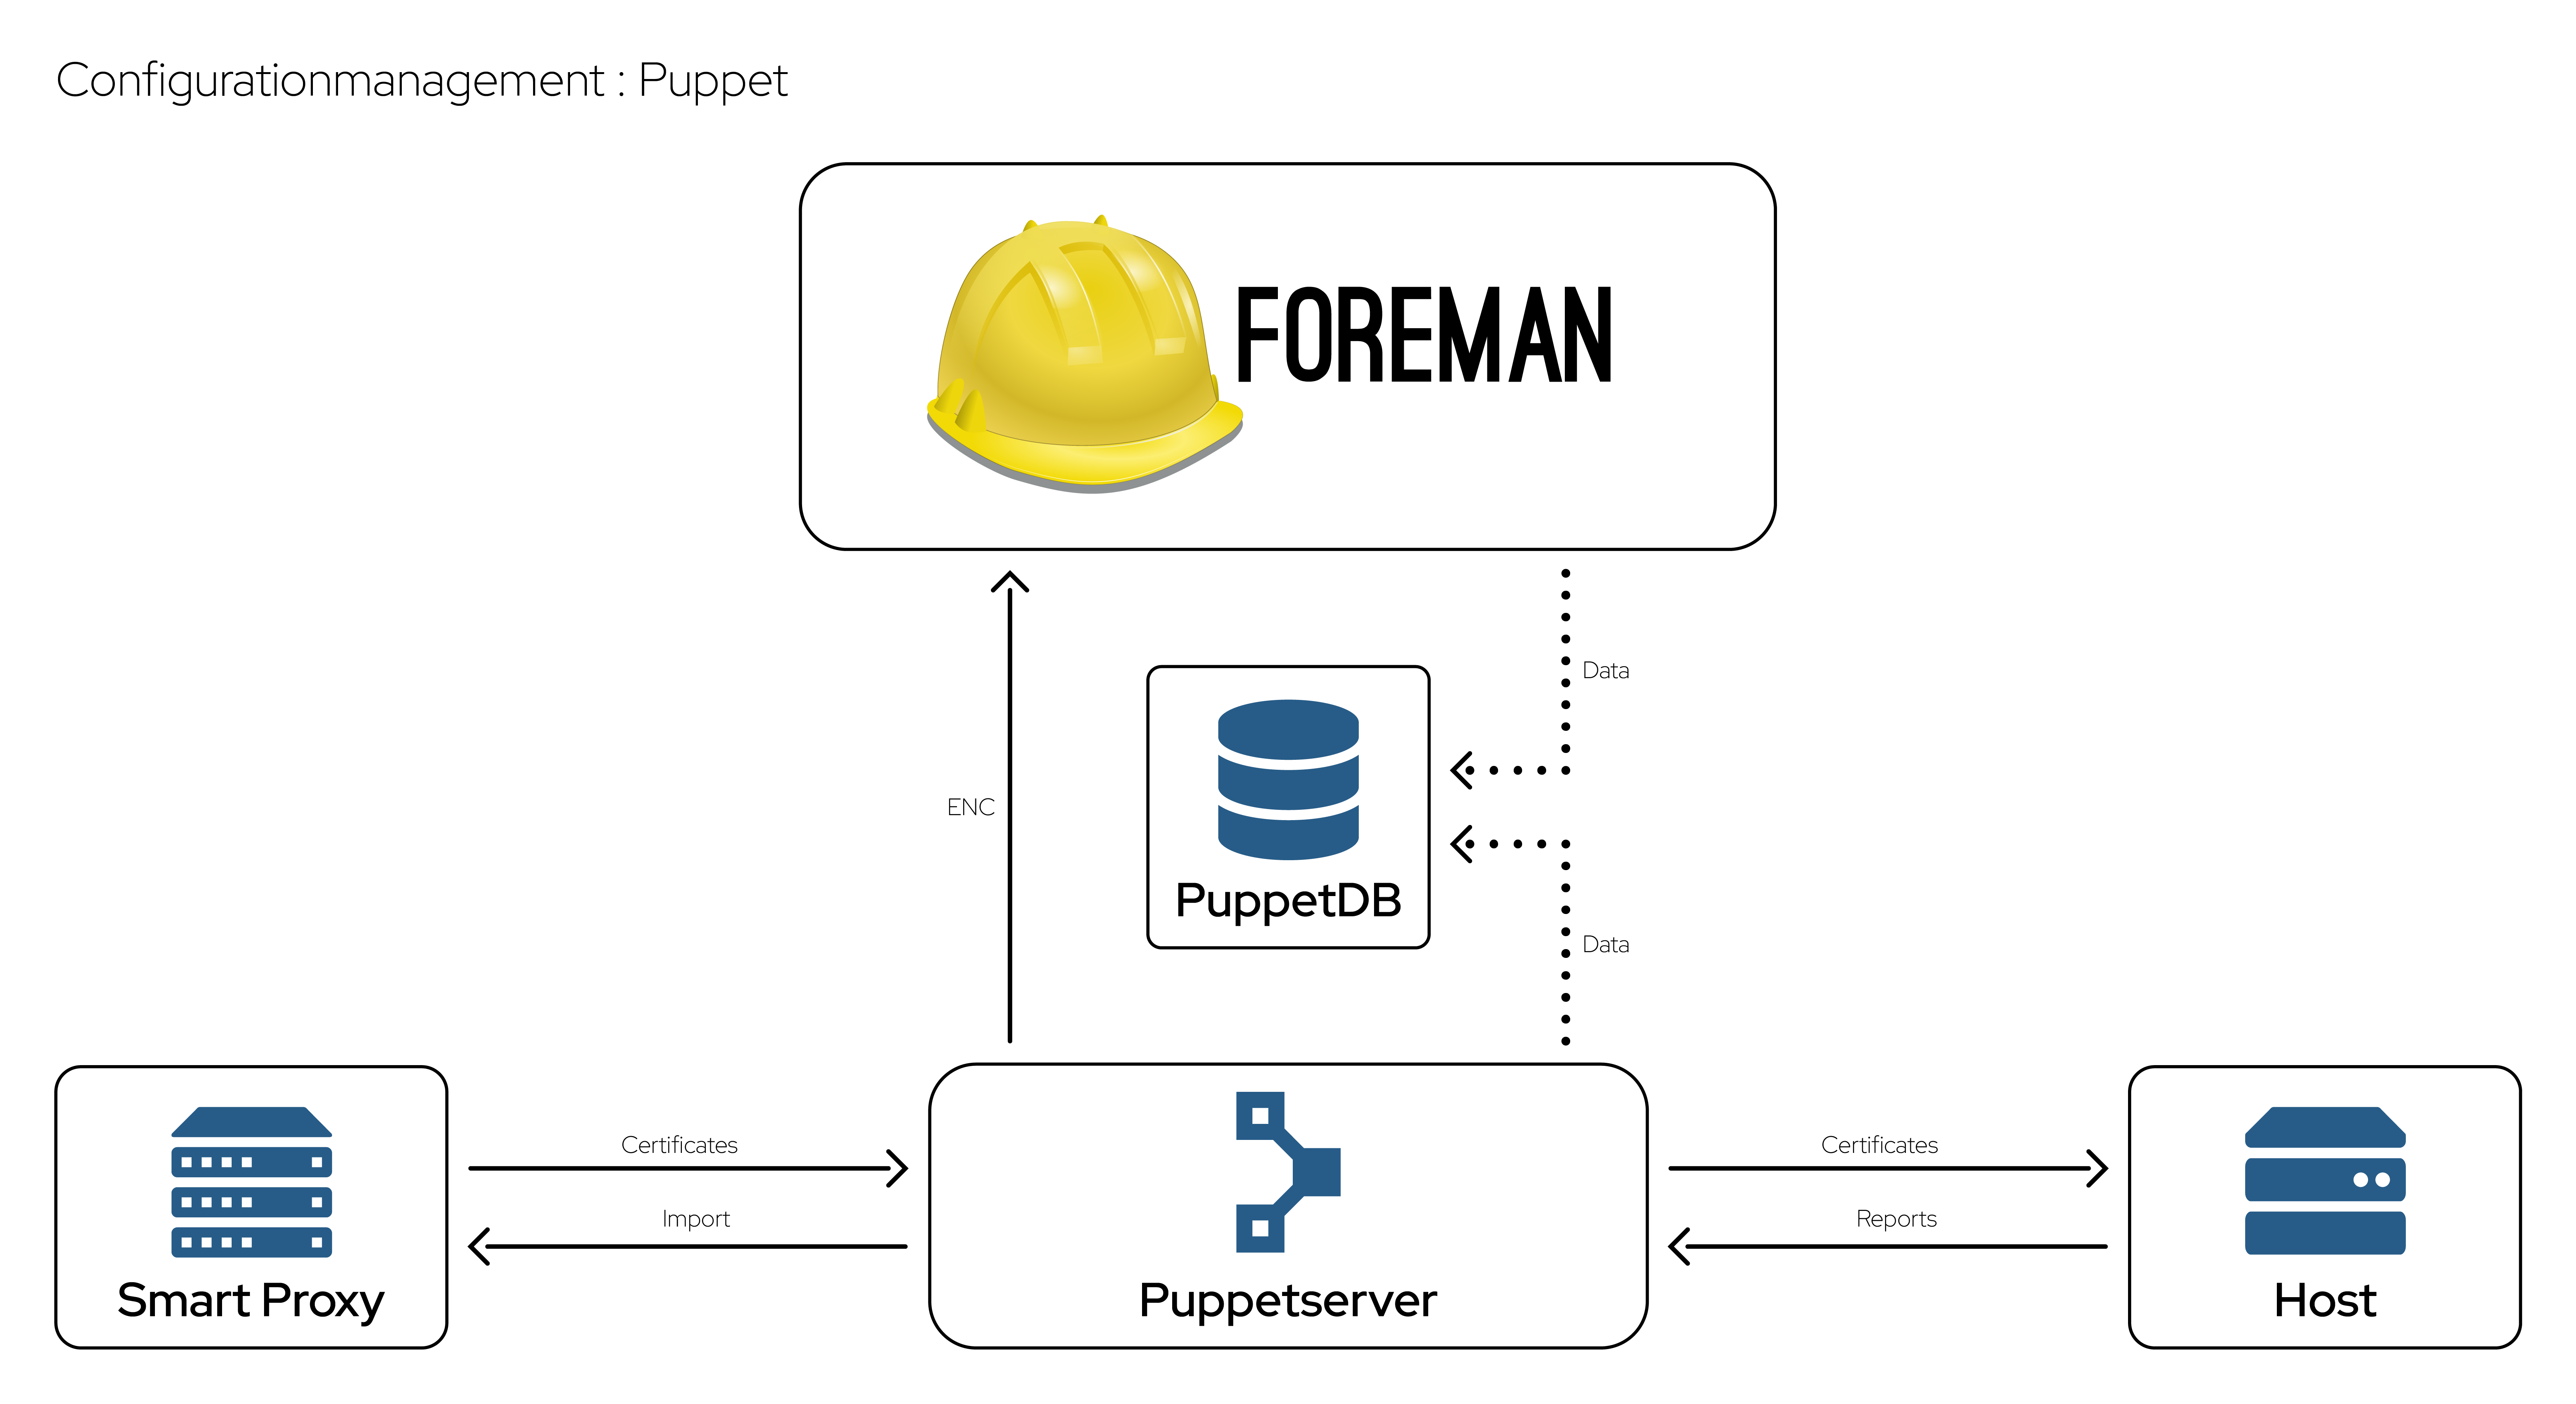 Configurationmanagement : Puppet
FOREMAN
Data
ENC
PuppetDB
Data
Certificates
Import
Smart Proxy
Puppetserver
Certificates
Reports
Host